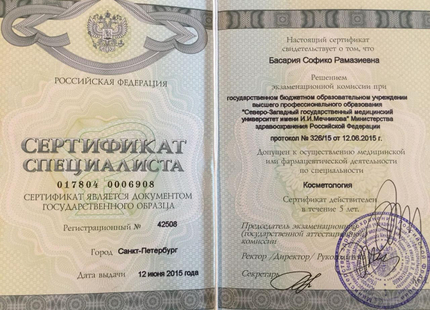 РОССИЙСКАЯ ФЕДЕРАЦИЯ
СЕРТИФИКАТ
СПЕЦИАЛИСТА
017804 0006908
СЕРТИФИКАТ ЯВЛЯЕТСЯ ДОКУМЕНТОМ
ГОСУДАРСТВЕННОГО ОБРАЗЦА
Регистрационный № 42508
Город Санкт-Петербург
Дата выдачи 12 июня 2015 года
Настоящий сертификат
свидетельствует о том, что
Басария Софико Рамазиевна
Решением
экзаменационной комиссии при
государственном бюджетном образовательном учреждении
высшего профессионального образования
"Северо-Западный государственный медицинский
университет имени И.И.Мечникова" Министерства
здравоохранения Российской Федерации
протокол № 326/15 от 12.06.2015 г.
Допущен к осуществлению медицинской
или фармацевтической деятельности
по специальности
Косметология
Сертификат действителен
в течение 5 лет.
Председатель экзаменационной
(государственной аттестационной)
комиссии
Ректор /Директор/ Руководитель
Секретарь